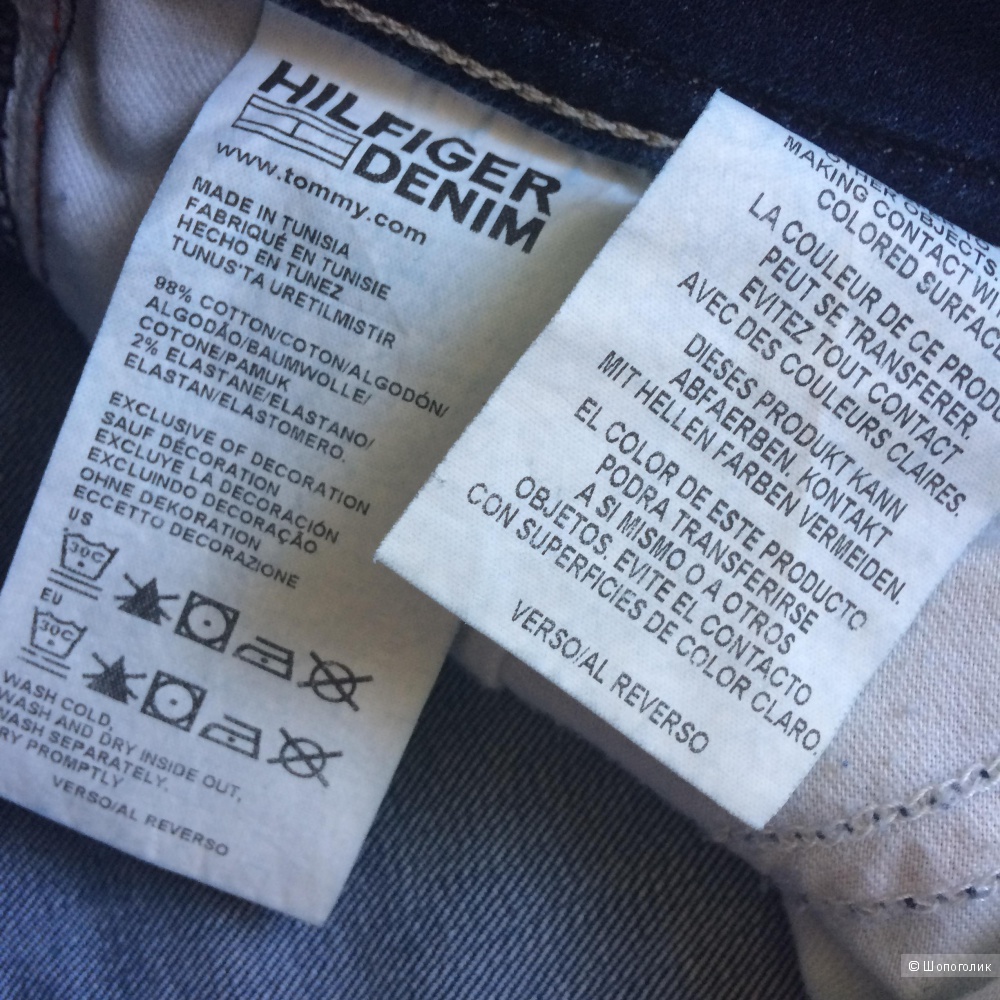 HILFIGER
DENIM
www.tommy.com
MADE IN TUNISIA
FABRIQUÉ EN TUNISIE
HECHO EN TUNEZ
TUNUS'TA URETILMISTIR
98% COTTON/COTON/ALGODÓN/
ALGODÃO/BAUMWOLLE/
COTONE/PAMUK
2% ELASTANE/ELASTANO/
ELASTAN/ELASTOMERO.
EXCLUSIVE OF DECORATION
SAUF DÉCORATION
EXCLUYE LA DECORACIÓN
EXCLUINDO DECORAÇÃO
OHNE DEKORATION
ECCETTO DECORAZIONE
US
30C
EU
30C
WASH COLD.
WASH AND DRY INSIDE OUT,
WASH SEPARATELY.
RY PROMPTLY
VERSO/AL REVERSO
OTHER OBJECTS
MAKING CONTACT WI
COLORED SURFAC
LA COULEUR DE CE PROD
PEUT SE TRANSFERER.
EVITEZ TOUT CONTACT
AVEC DES COULEURS CLAIRES.
DIESES PRODUKT KANN
ABFAERBEN. KONTAKT
MIT HELLEN FARBEN VERMEIDEN.
EL COLOR DE ESTE PRODUCTO
PODRA TRANSFERIRSE
A SI MISMO O A OTROS
OBJETOS. EVITE EL CONTACTO
CON SUPERFICIES DE COLOR CLARO.
VERSO/AL REVERSO
© Шопоголик